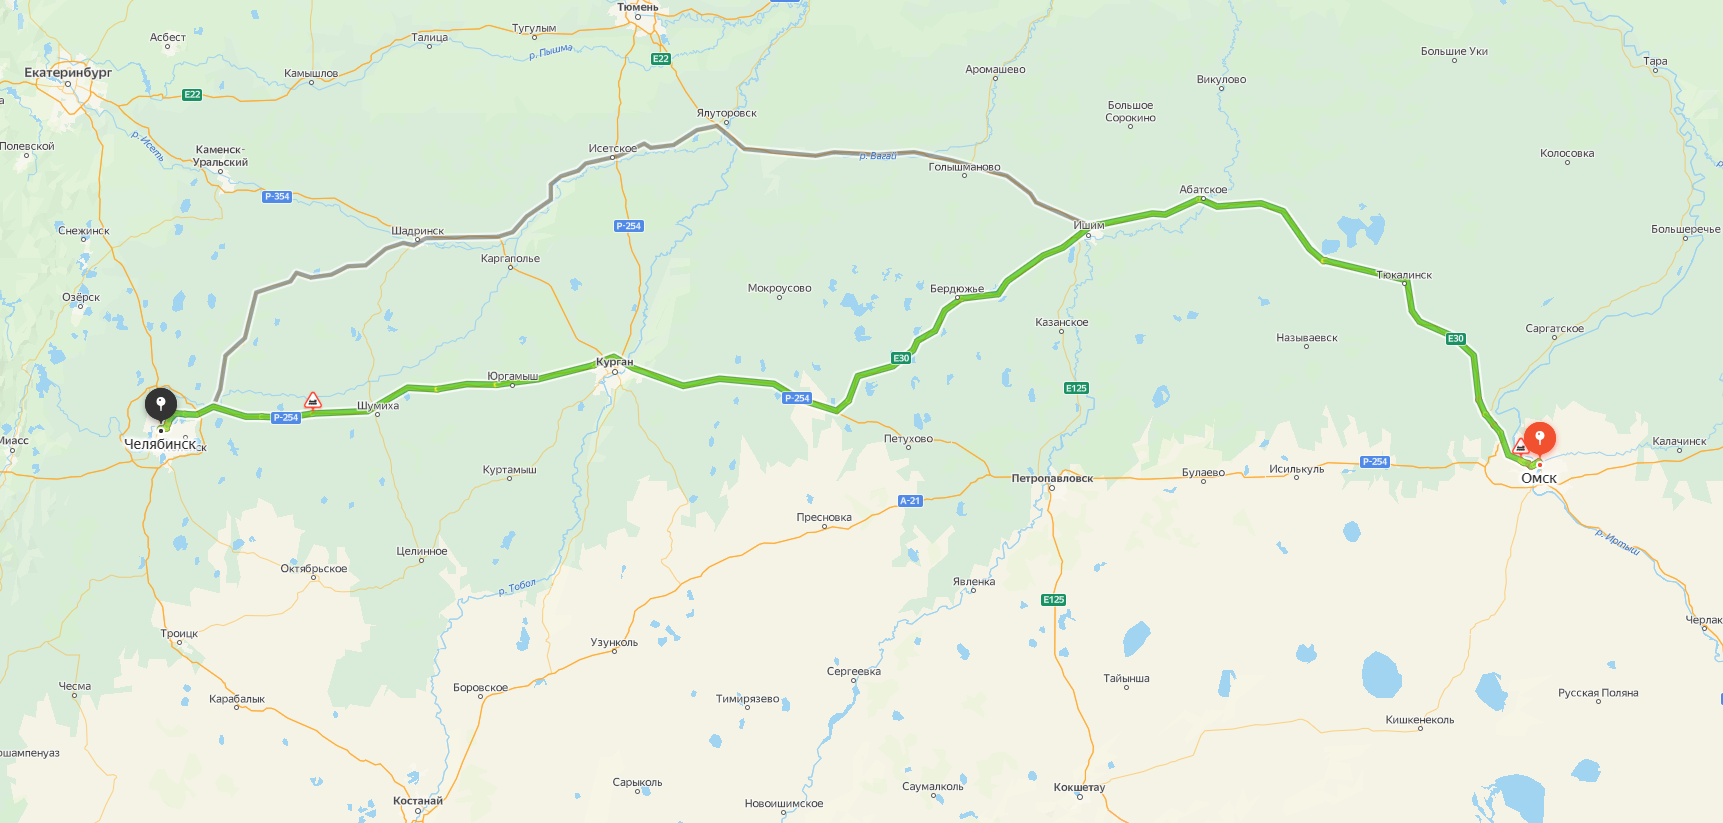 Тюмень
Асбест
Талица
Тугулым
р. Пышма
Екатеринбург
Камышлов
E22
E22
Аромашево
Викулово
Большие Уки
Тара
Большое
Сорокино
Ялуторовск
р. Исеть
Полевской
Каменск-
Уральский
Исетское
р. Вагай
Голышманово
Колосовка
Р-354
Абатское
Снежинск
Шадринск
Р-254
Ишим
Большеречье
Каргаполье
Озёрск
Мокроусово
Бердюжье
Тюкалинск
Казанское
Называевск
Саргатское
E30
E30
Курган
Юргамыш
E125
Р-254
Шумиха
Р-254
Челябинск
ск
Миасс
Петухово
Калачинск
Куртамыш
Петропавловск
Булаево
Исилькуль
Р-254
Омск
А-21
Пресновка
р. Иртыш
Целинное
Октябрьское
р. Тобол
Явленка
E125
Троицк
Узунколь
Черлак
Сергеевка
Тайынша
Чесма
Карабалык
Боровское
Тимирязево
Русская Поляна
Кишкенеколь
ршампенуаз
Сарыколь
Саумалколь
Кокшетау
Костанай
Новоишимское